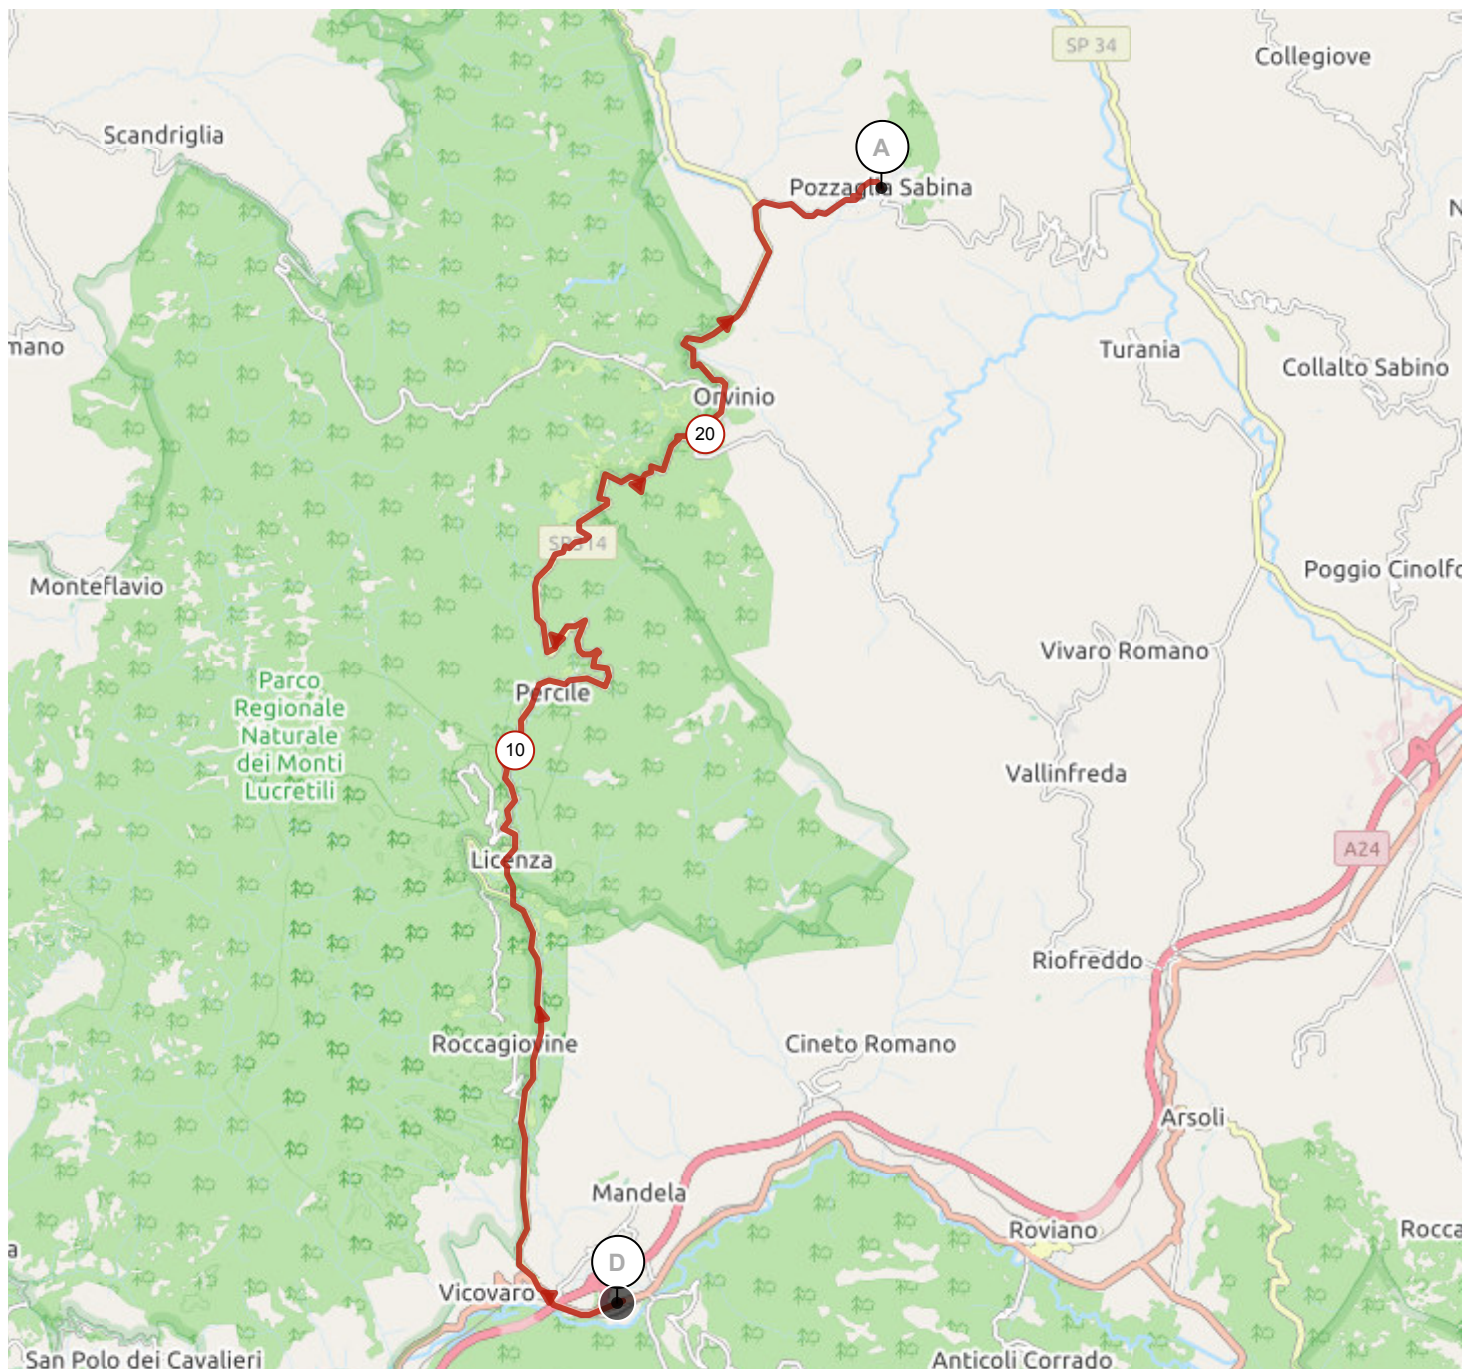 SP 34
Collegiove
Scandriglia
A
Pozzaglia Sabina
N
mano
Turania
Collalto Sabino
Orvinio
20
SP314
Monteflavio
Poggio Cinolfo
Vivaro Romano
Parco
Regionale
Naturale
dei Monti
Lucretili
Percile
10
Vallinfreda
A24
Licenza
Riofreddo
Roccagiovine
Cineto Romano
Arsoli
Mandela
Roviano
Rocca
a
D
Vicovaro
San Polo dei Cavalieri
Anticoli Corrado